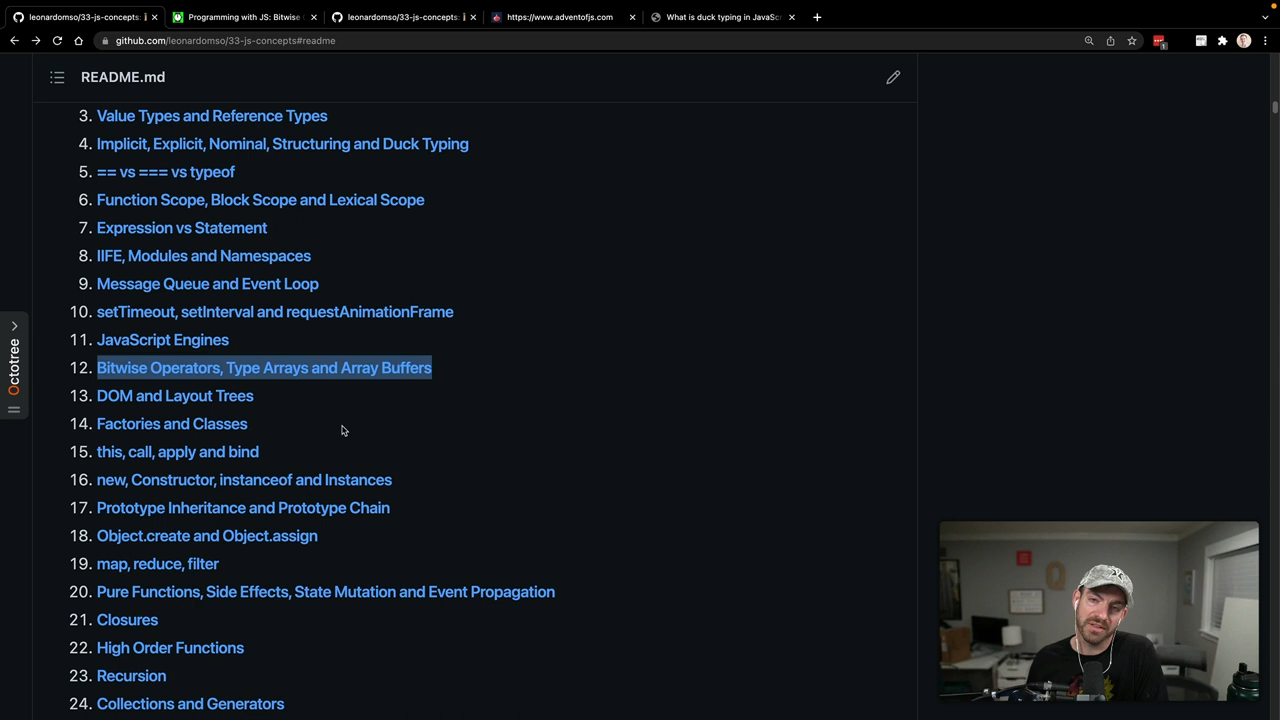 leonardomso/33-js-concepts:
Programming with JS: Bitwise
leonardomso/33-js-concepts:
https://www.adventofjs.com
What is duck typing in JavaScr
github.com/leonardomso/33-js-concepts#readme
README.md
3. Value Types and Reference Types
4. Implicit, Explicit, Nominal, Structuring and Duck Typing
5. == vs === vs typeof
6. Function Scope, Block Scope and Lexical Scope
7. Expression vs Statement
8. IIFE, Modules and Namespaces
9. Message Queue and Event Loop
10. setTimeout, setInterval and requestAnimationFrame
11. JavaScript Engines
12. Bitwise Operators, Type Arrays and Array Buffers
13. DOM and Layout Trees
14. Factories and Classes
15. this, call, apply and bind
16. new, Constructor, instanceof and Instances
17. Prototype Inheritance and Prototype Chain
18. Object.create and Object.assign
19. map, reduce, filter
20. Pure Functions, Side Effects, State Mutation and Event Propagation
21. Closures
22. High Order Functions
23. Recursion
24. Collections and Generators
Octotree